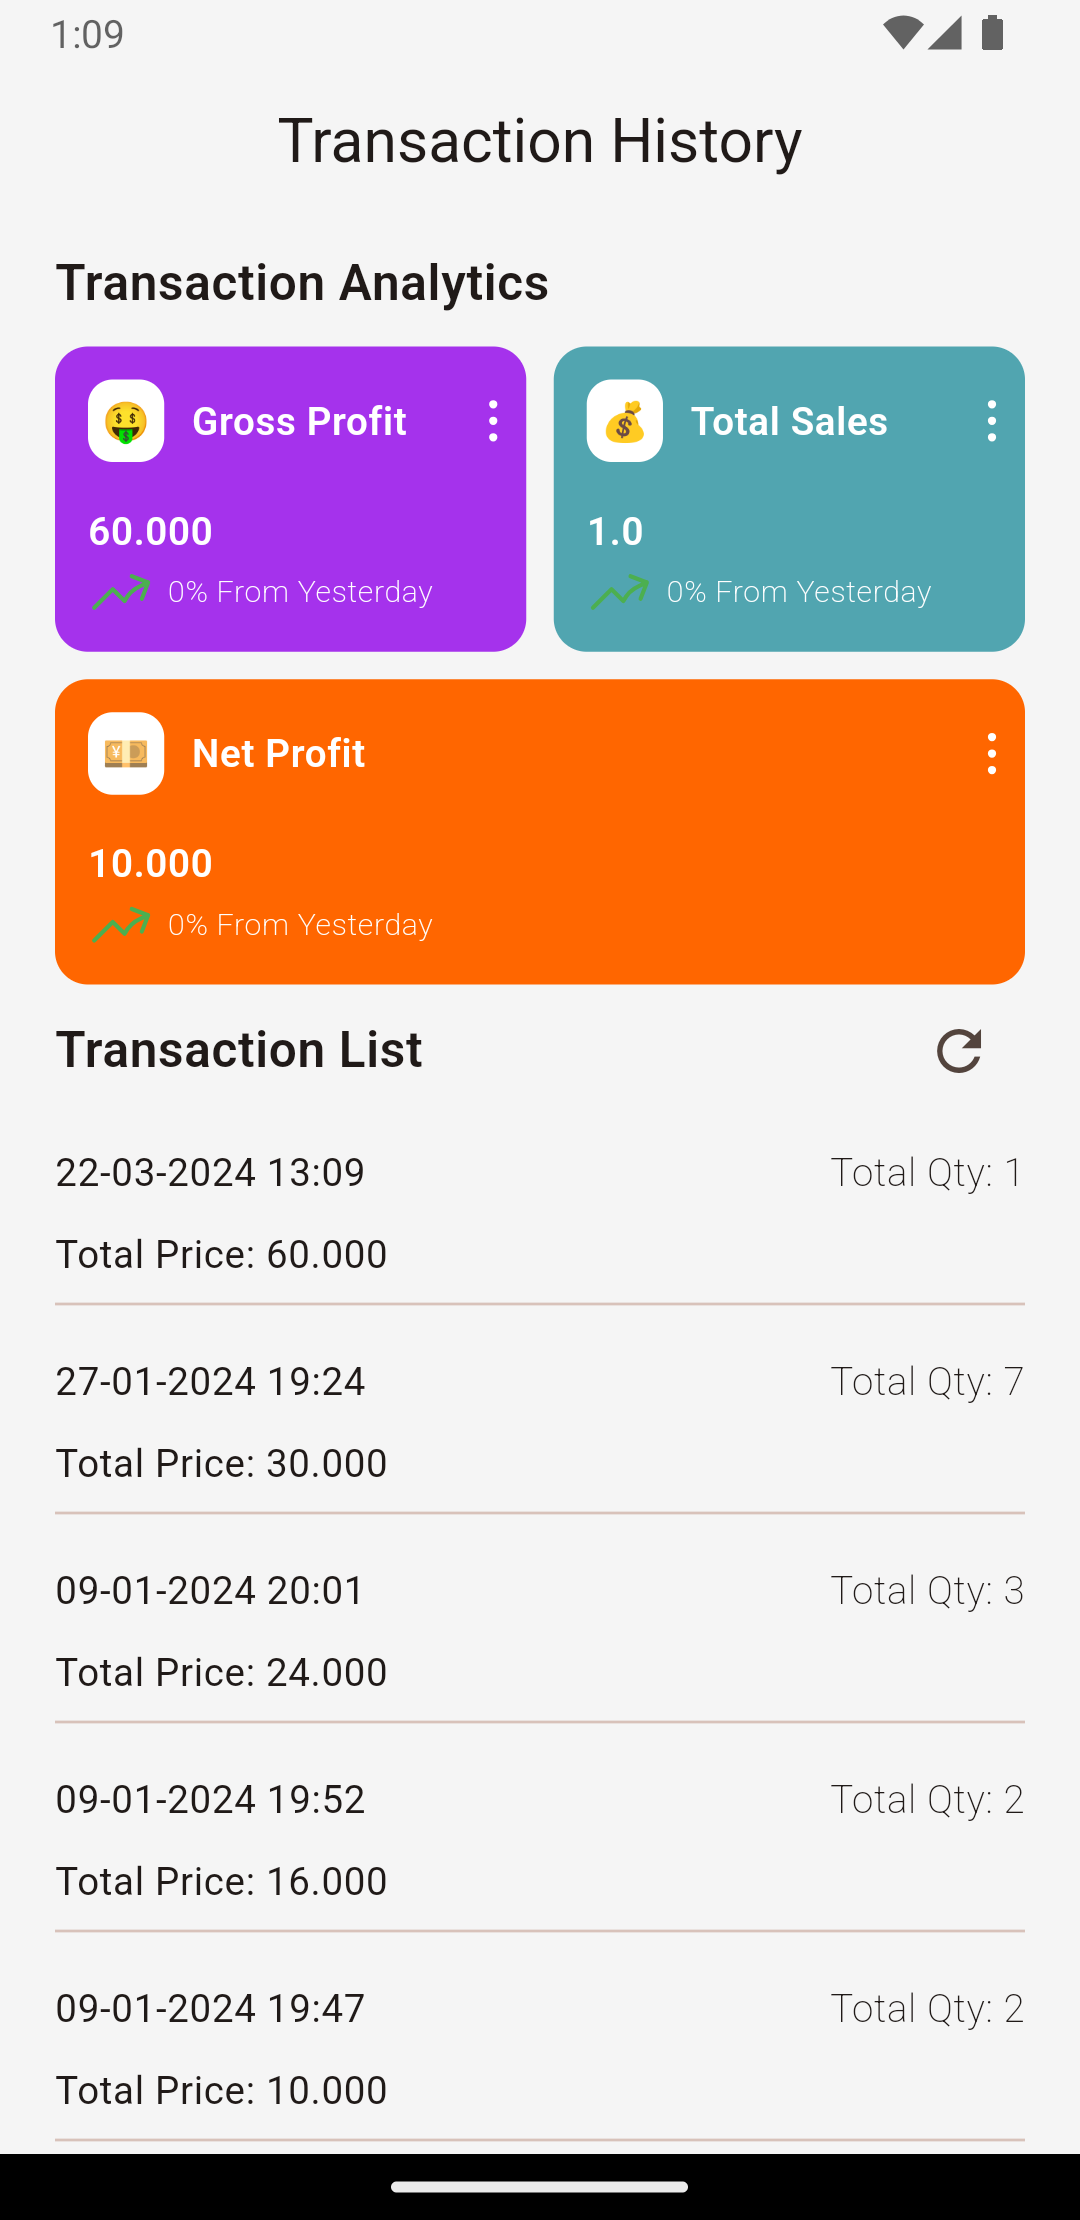 1:09
Transaction History
Transaction Analytics
Gross Profit
60.000
0% From Yesterday
Total Sales
1.0
0% From Yesterday
Net Profit
10.000
0% From Yesterday
Transaction List
22-03-2024 13:09 Total Qty: 1
Total Price: 60.000
27-01-2024 19:24 Total Qty: 7
Total Price: 30.000
09-01-2024 20:01 Total Qty: 3
Total Price: 24.000
09-01-2024 19:52 Total Qty: 2
Total Price: 16.000
09-01-2024 19:47 Total Qty: 2
Total Price: 10.000